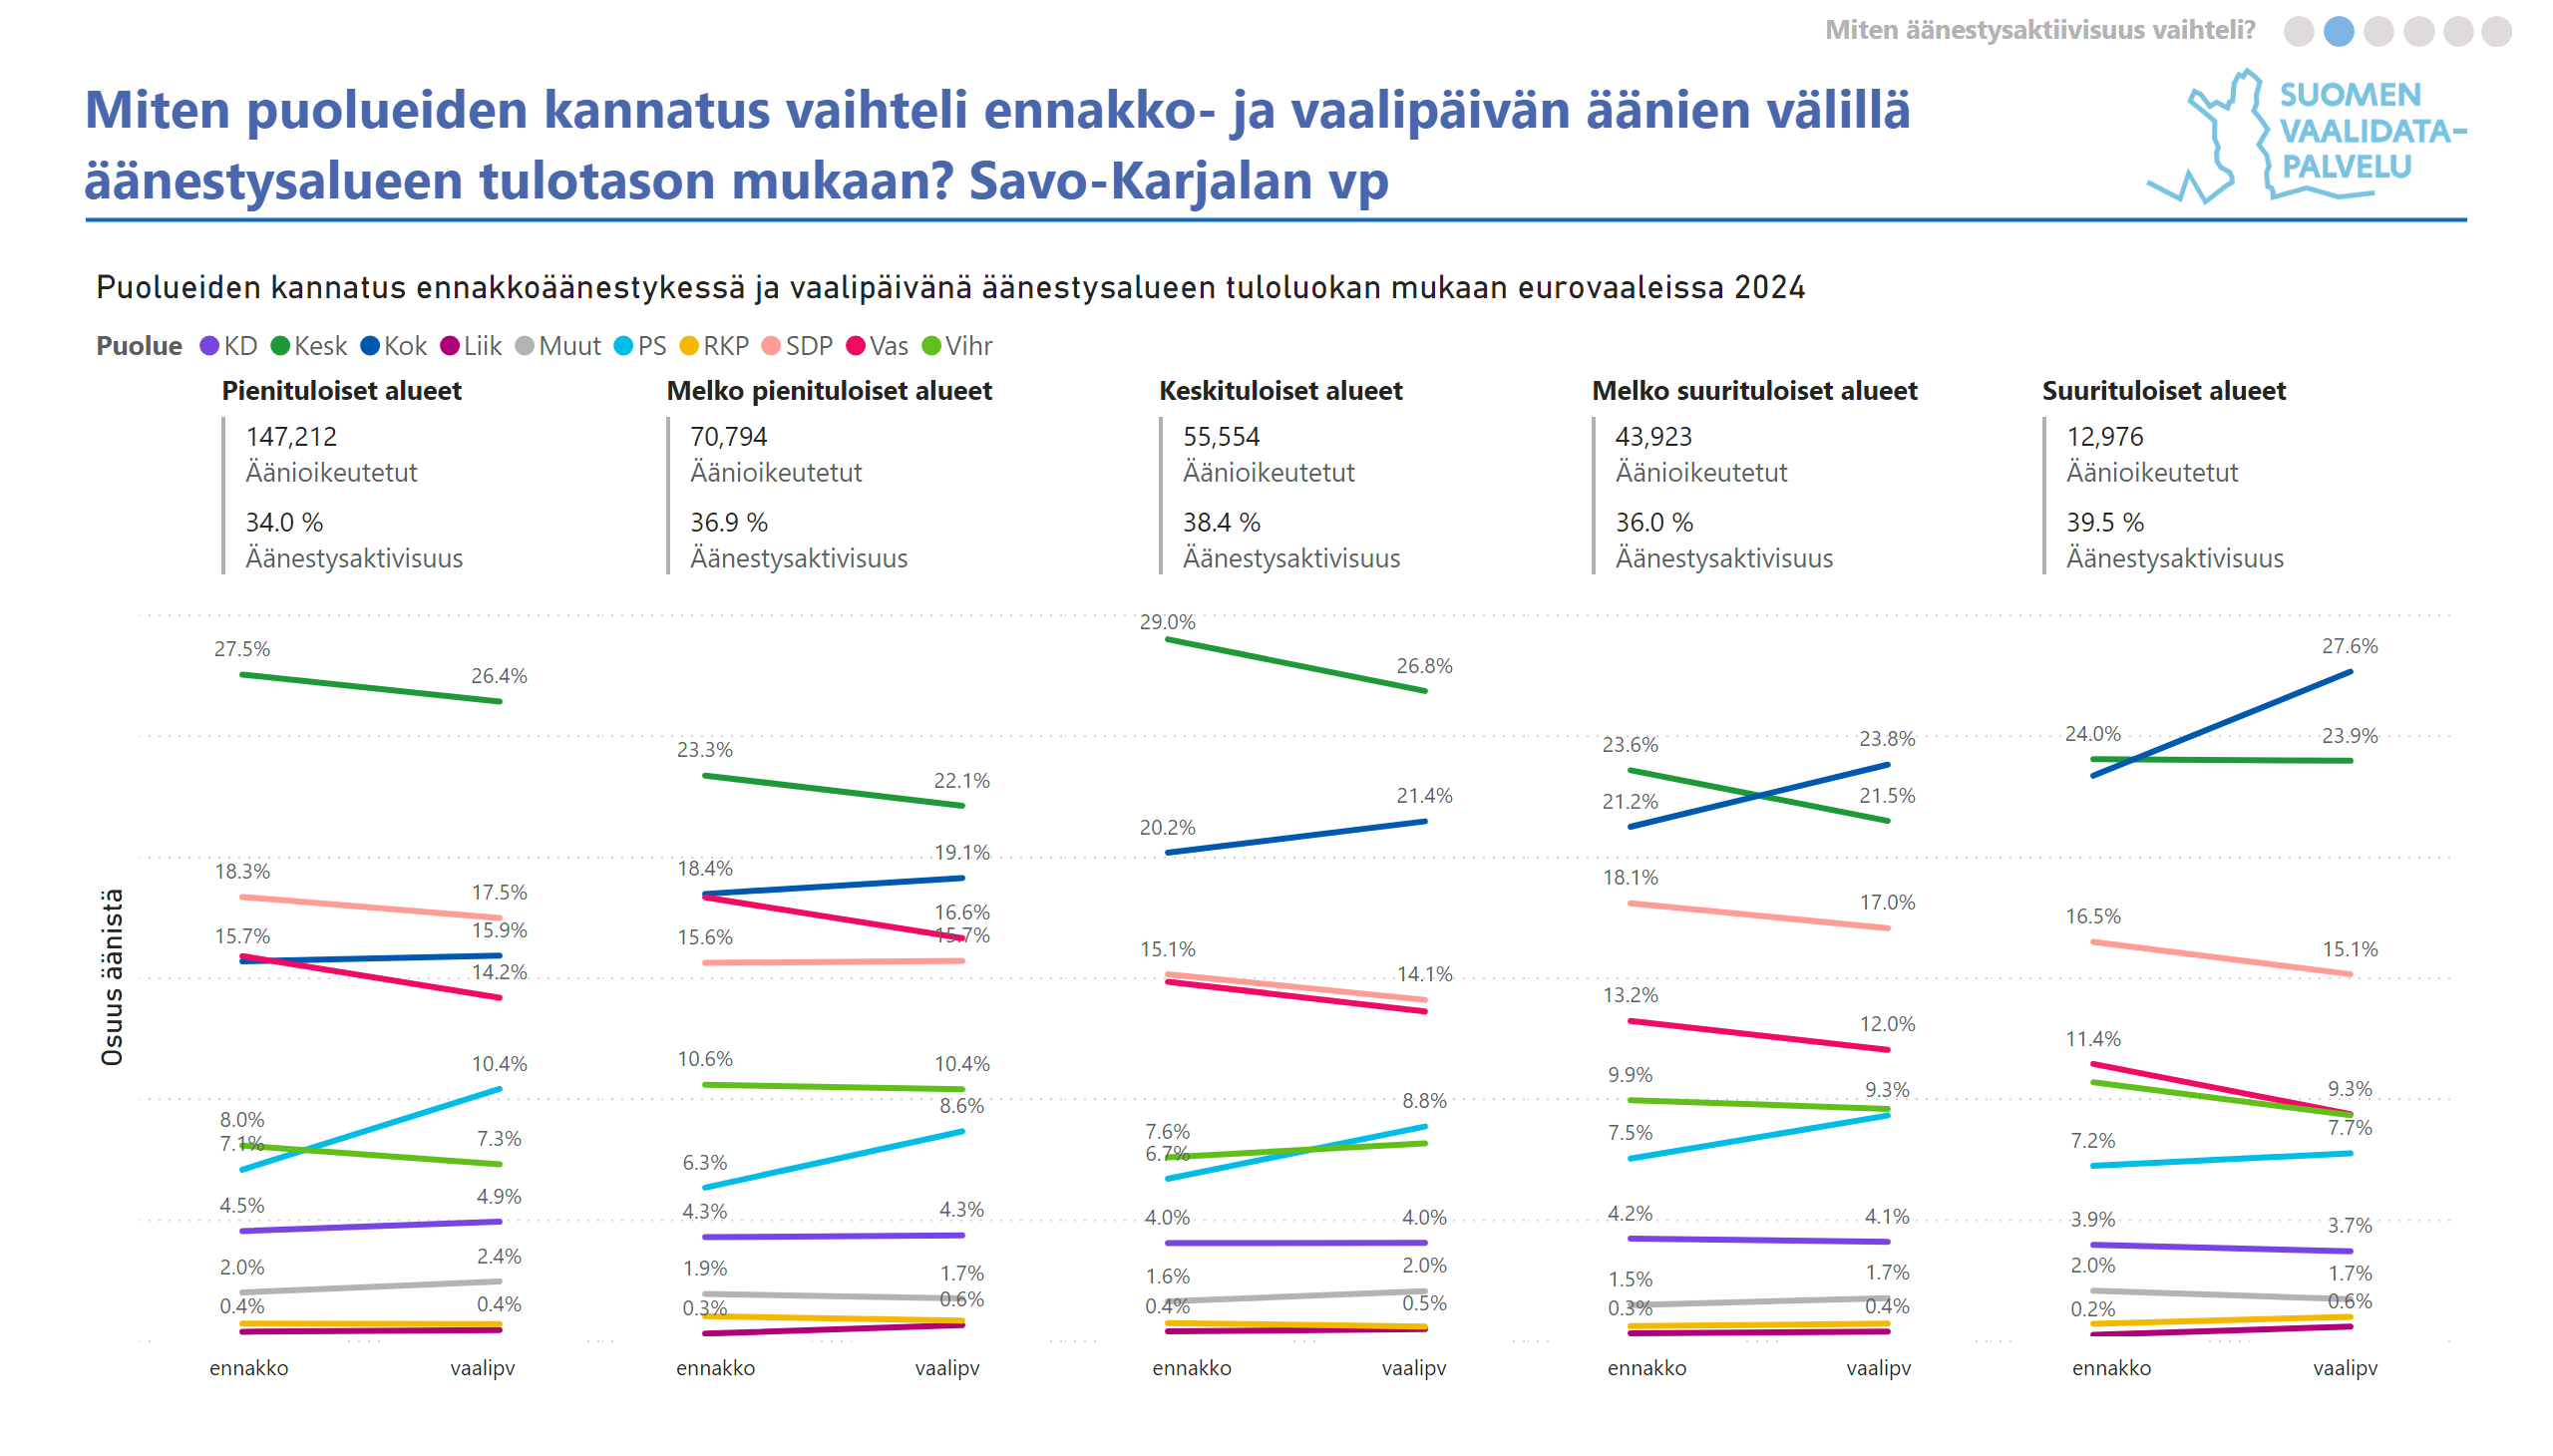 Miten äänestysaktiivisuus vaihteli?
Miten puolueiden kannatus vaihteli ennakko- ja vaalipäivän äänien välillä
äänestysalueen tulotason mukaan? Savo-Karjalan vp
SUOMEN
VAALIDATA-
PALVELU
Puolueiden kannatus ennakkoäänestykessä ja vaalipäivänä äänestysalueen tuloluokan mukaan eurovaaleissa 2024
Puolue KD Kesk Kok Liik Muut PS RKP SDP Vas Vihr
Pienituloiset alueet
147,212
Äänioikeutetut
34.0 %
Äänestysaktivisuus
Melko pienituloiset alueet
70,794
Äänioikeutetut
36.9 %
Äänestysaktivisuus
Keskituloiset alueet
55,554
Äänioikeutetut
38.4 %
Äänestysaktivisuus
Melko suurituloiset alueet
43,923
Äänioikeutetut
36.0 %
Äänestysaktivisuus
Suurituloiset alueet
12,976
Äänioikeutetut
39.5 %
Äänestysaktivisuus
Osuus äänistä
27.5%
26.4%
18.3%
17.5%
15.7%
15.9%
14.2%
10.4%
8.0%
7.1%
7.3%
4.5%
4.9%
2.0%
2.4%
0.4%
0.4%
ennakko
vaalipv
23.3%
22.1%
18.4%
19.1%
16.6%
15.6%
15.7%
10.6%
10.4%
8.6%
6.3%
4.3%
4.3%
1.9%
1.7%
0.3%
0.6%
ennakko
vaalipv
29.0%
26.8%
20.2%
21.4%
15.1%
14.1%
8.8%
7.6%
6.7%
4.0%
4.0%
1.6%
2.0%
0.4%
0.5%
ennakko
vaalipv
23.6%
23.8%
21.2%
21.5%
18.1%
17.0%
13.2%
12.0%
9.9%
9.3%
7.5%
4.2%
4.1%
1.5%
1.7%
0.3%
0.4%
ennakko
vaalipv
27.6%
24.0%
23.9%
16.5%
15.1%
11.4%
9.3%
7.2%
7.7%
3.9%
3.7%
2.0%
1.7%
0.2%
0.6%
ennakko
vaalipv